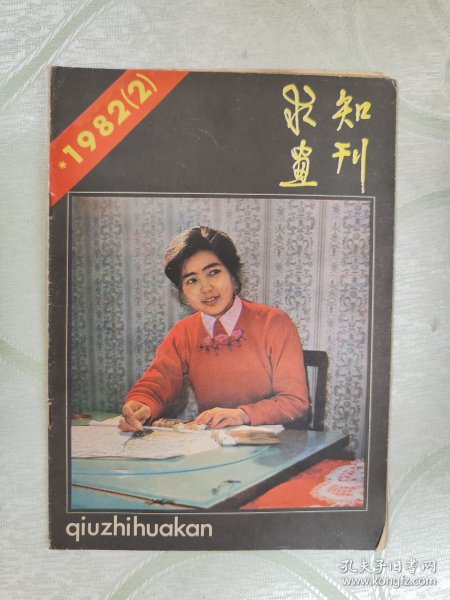 *1982(2)
求知
画刊
qiuzhihuakan
孔夫子旧书网
www.kongfz.com